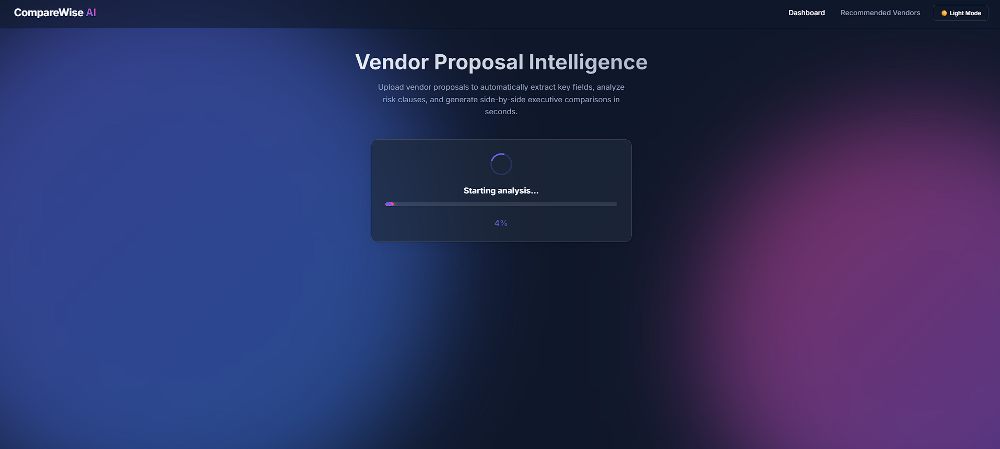 CompareWise AI
Dashboard
Recommended Vendors
Light Mode
Vendor Proposal Intelligence
Upload vendor proposals to automatically extract key fields, analyze
risk clauses, and generate side-by-side executive comparisons in
seconds.
Starting analysis...
4%